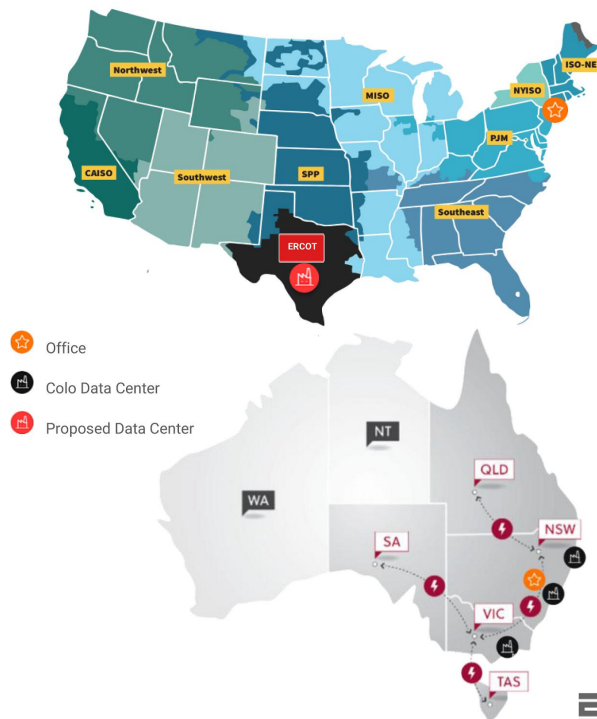 ISO-NE
Northwest
NYISO
MISO
PJM
CAISO
Southwest
SPP
Southeast
ERCOT
Office
Colo Data Center
Proposed Data Center
NT
QLD
WA
NSW
SA
VIC
TAS